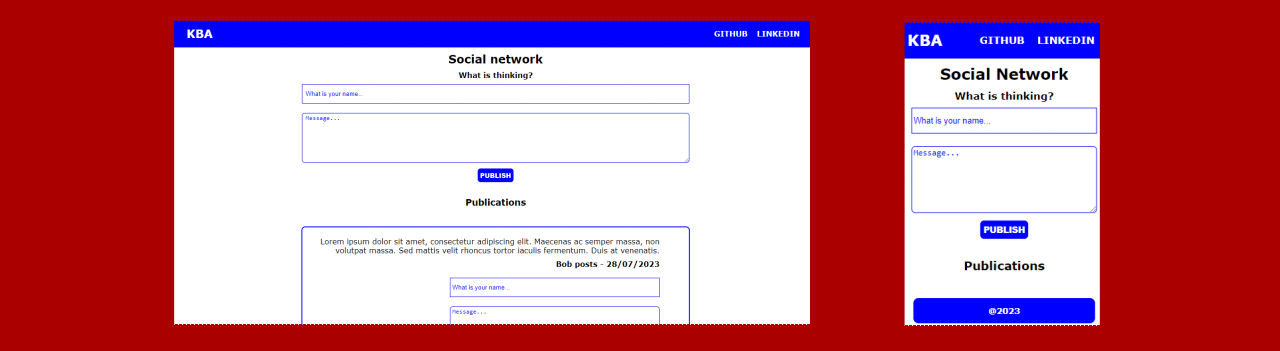 KBA
GITHUB LINKEDIN
Social network
What is thinking?
What is your name...
Message...
PUBLISH
Publications
Lorem ipsum dolor sit amet, consectetur adipiscing elit. Maecenas ac semper massa, non
volutpat massa. Sed mattis velit rhoncus tortor iaculis fermentum. Duis at venenatis.
Bob posts - 28/07/2023
What is your name...
Message...
KBA
GITHUB LINKEDIN
Social Network
What is thinking?
What is your name...
Message...
PUBLISH
Publications
@2023